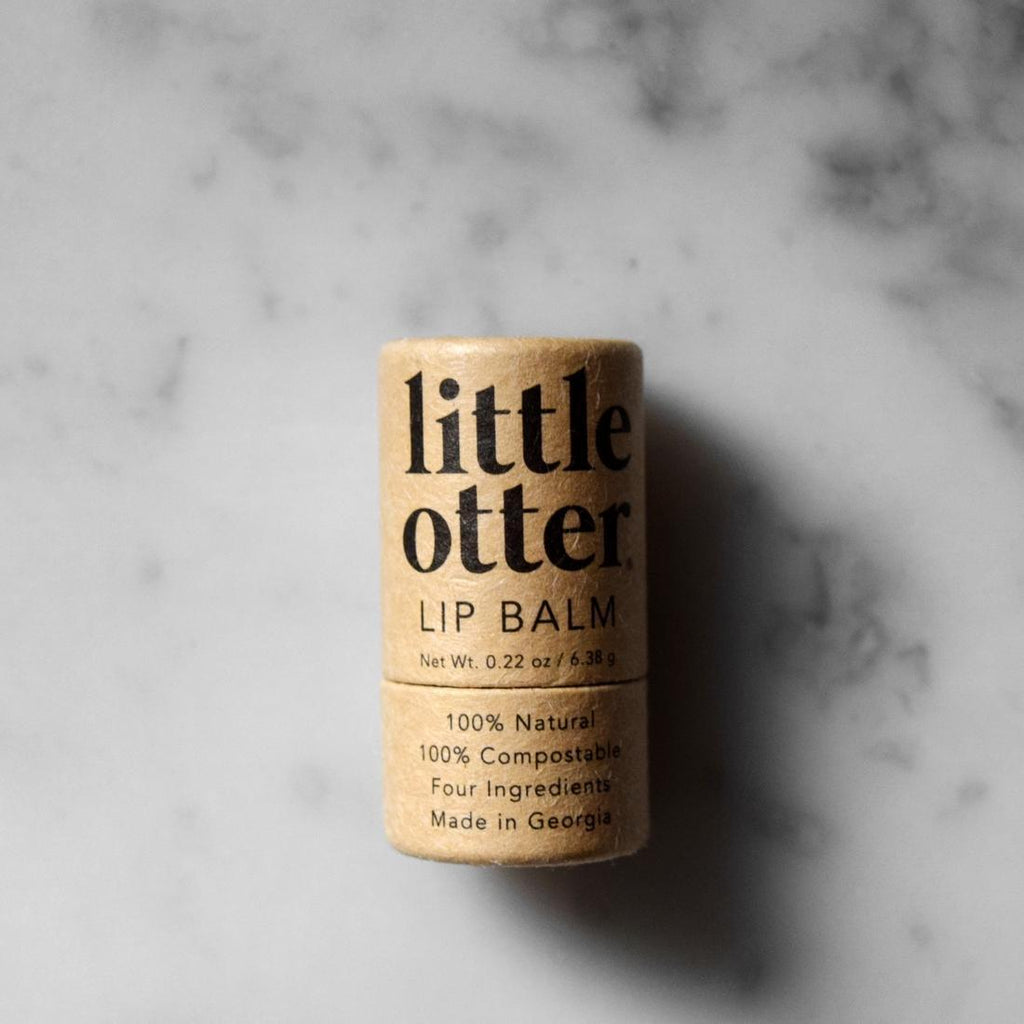 little
otter
LIP BALM
Net Wt. 0.22 oz / 6.38 g
100% Natural
100% Compostable
Four Ingredients
Made in Georgia